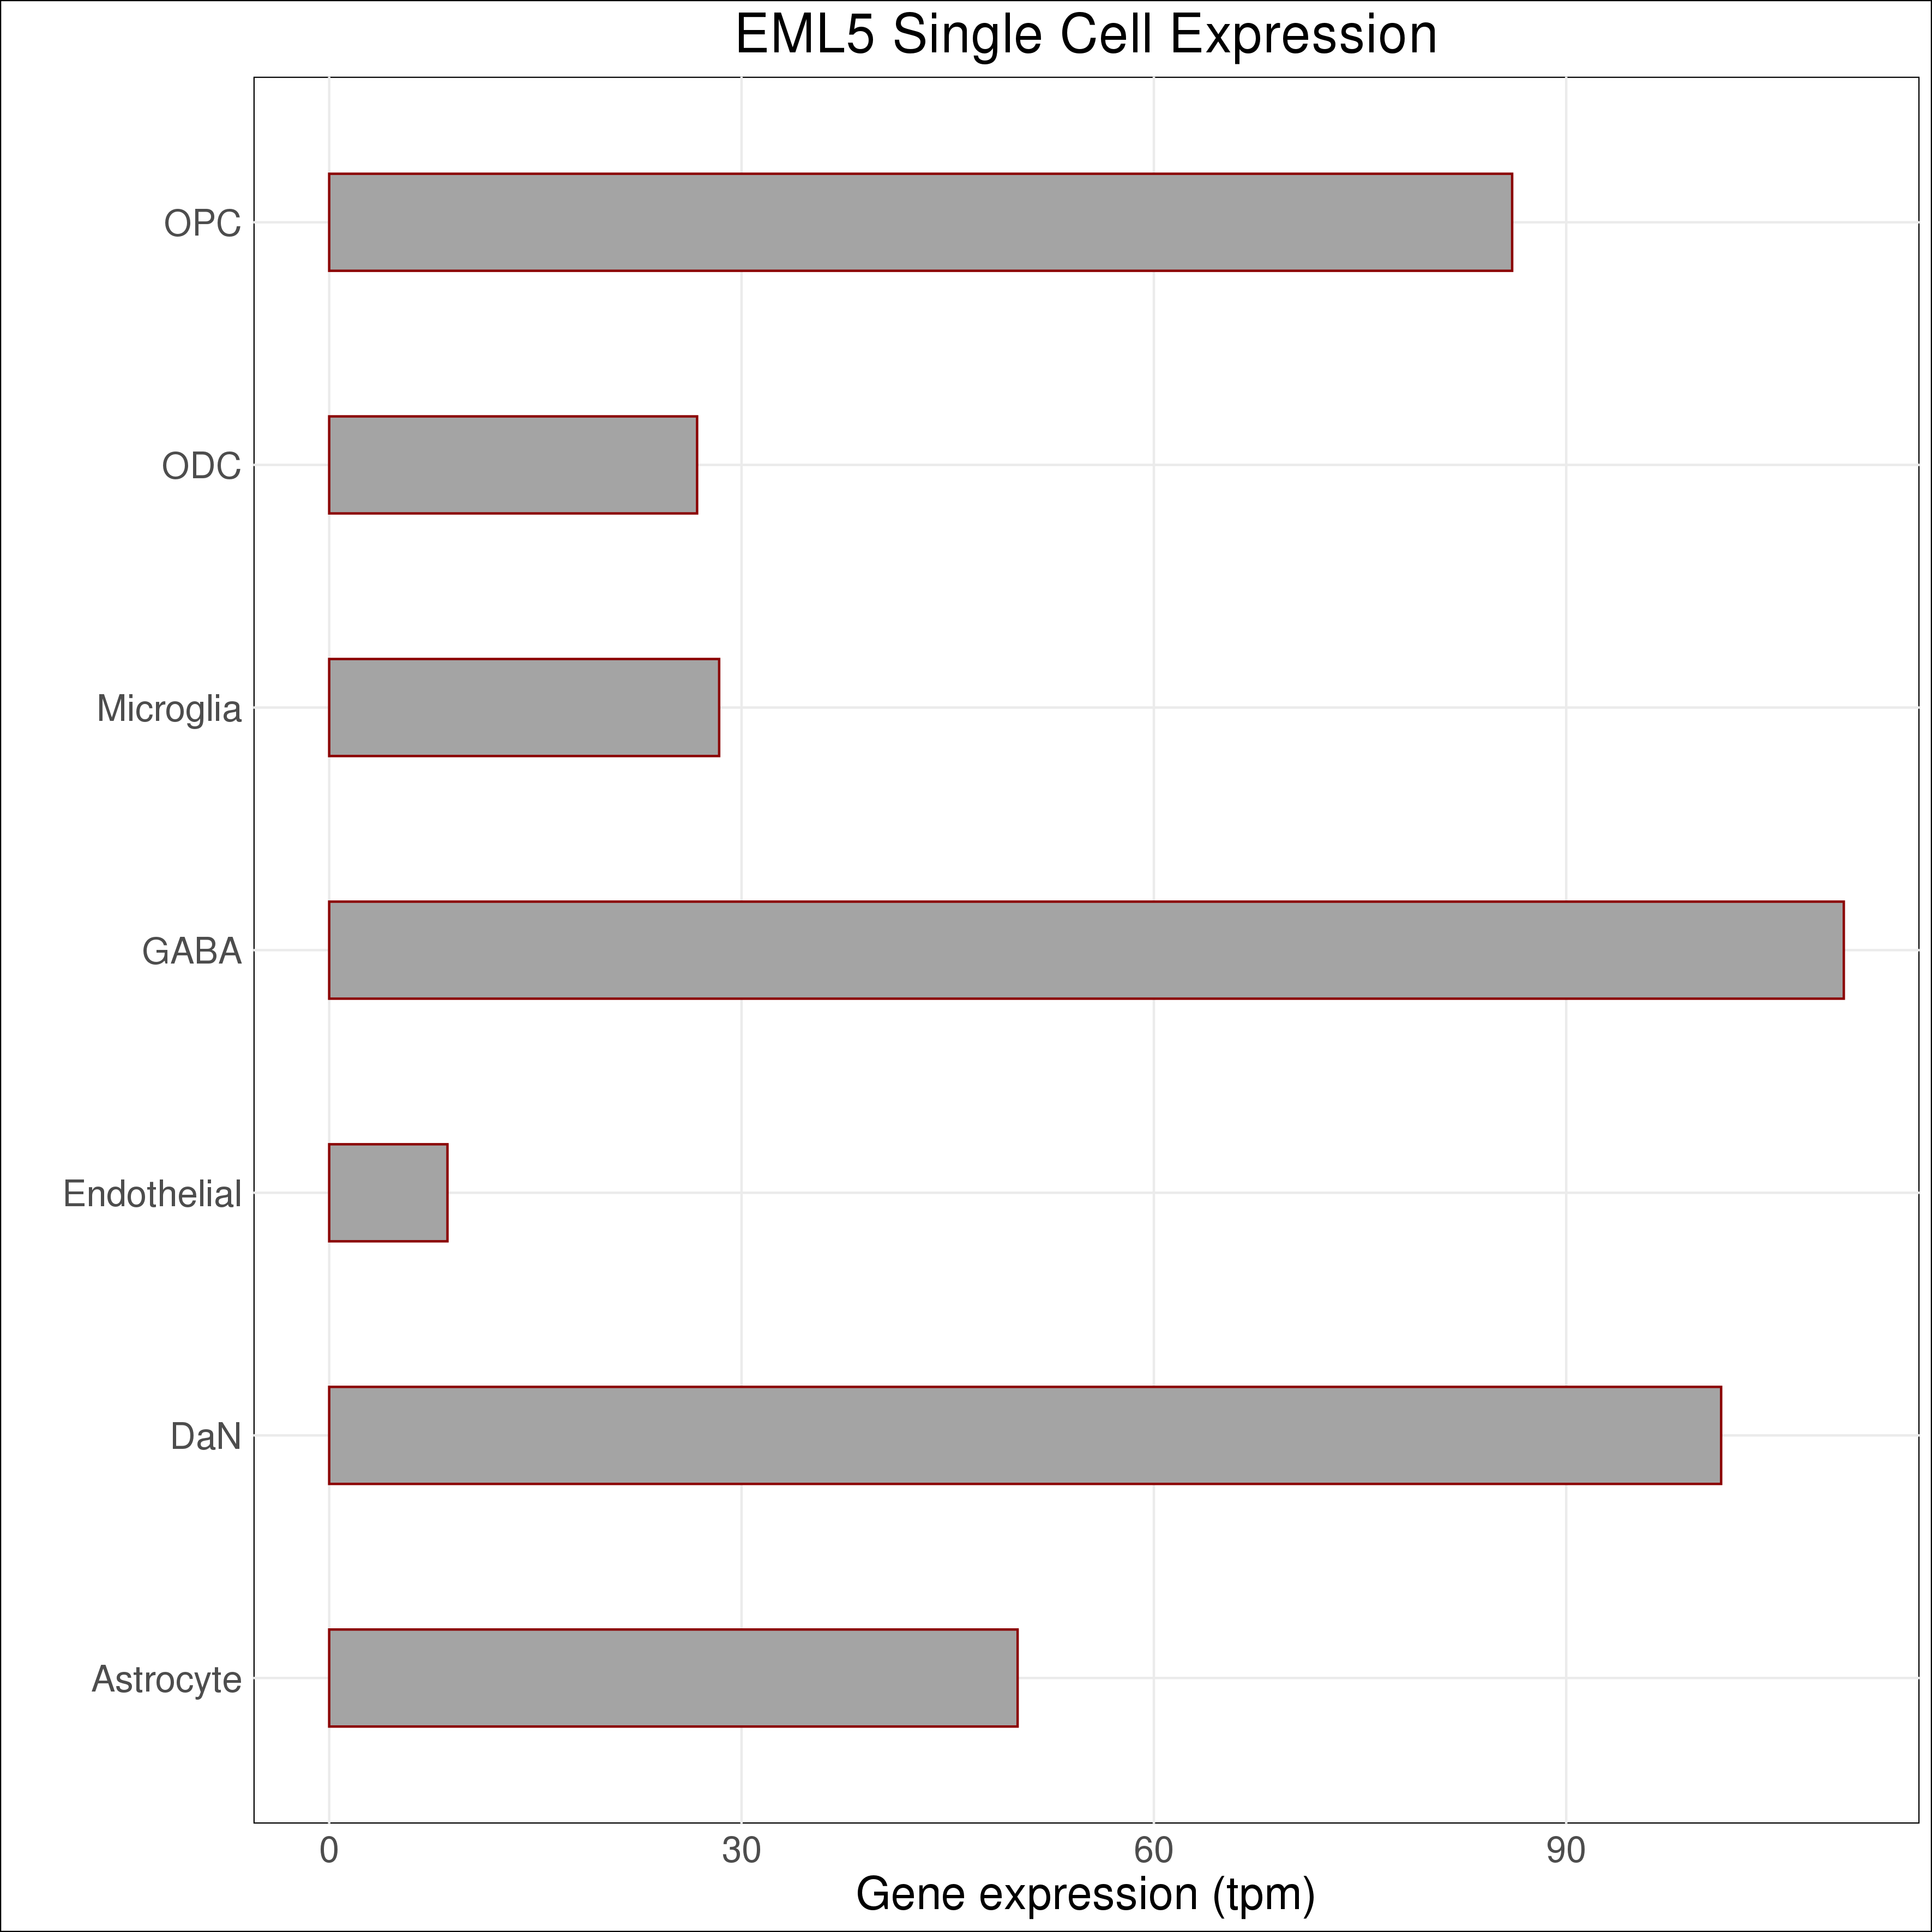 EML5 Single Cell Expression
OPC
ODC
Microglia
GABA
Endothelial
DaN
Astrocyte
0 30 60 90
Gene expression (tpm)